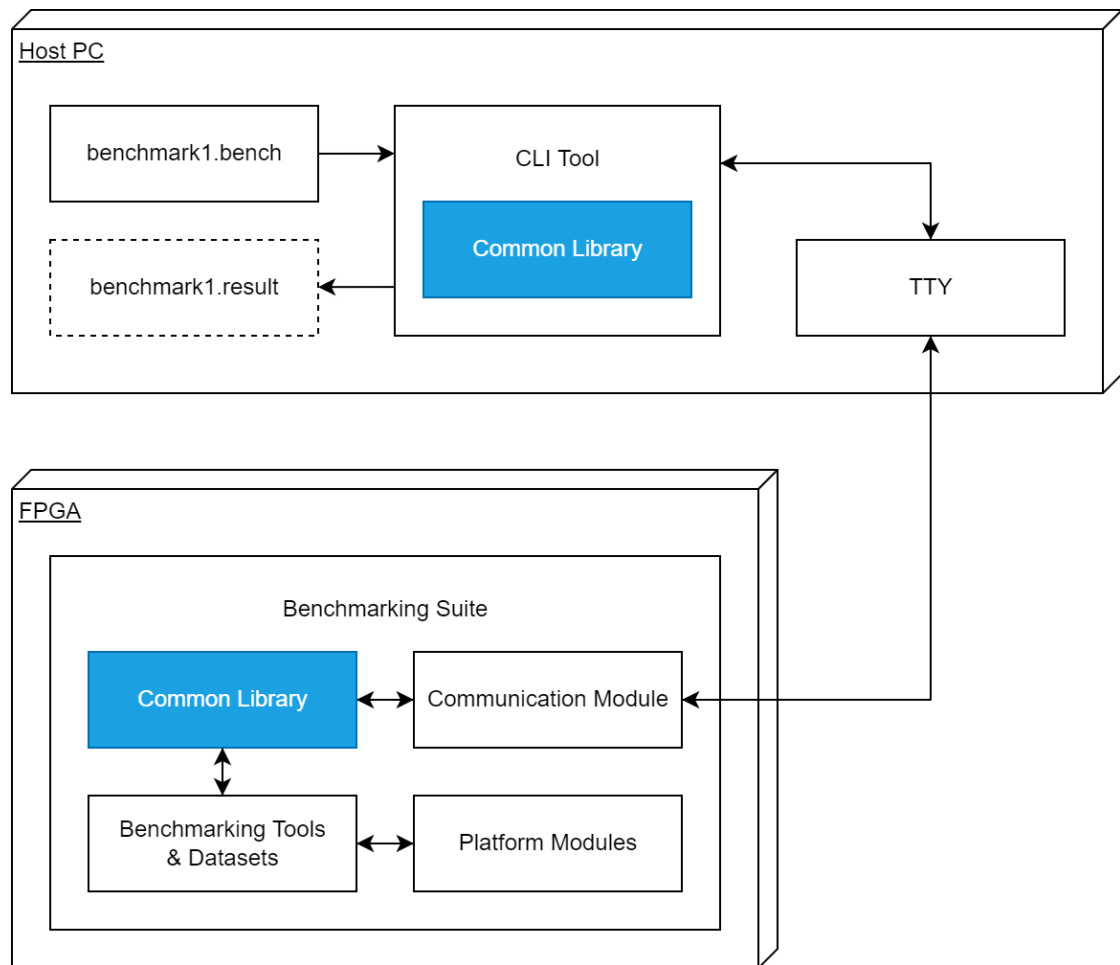 Host PC
benchmark1.bench
CLI Tool
Common Library
benchmark1.result
TTY
FPGA
Benchmarking Suite
Common Library
Communication Module
Benchmarking Tools
& Datasets
Platform Modules